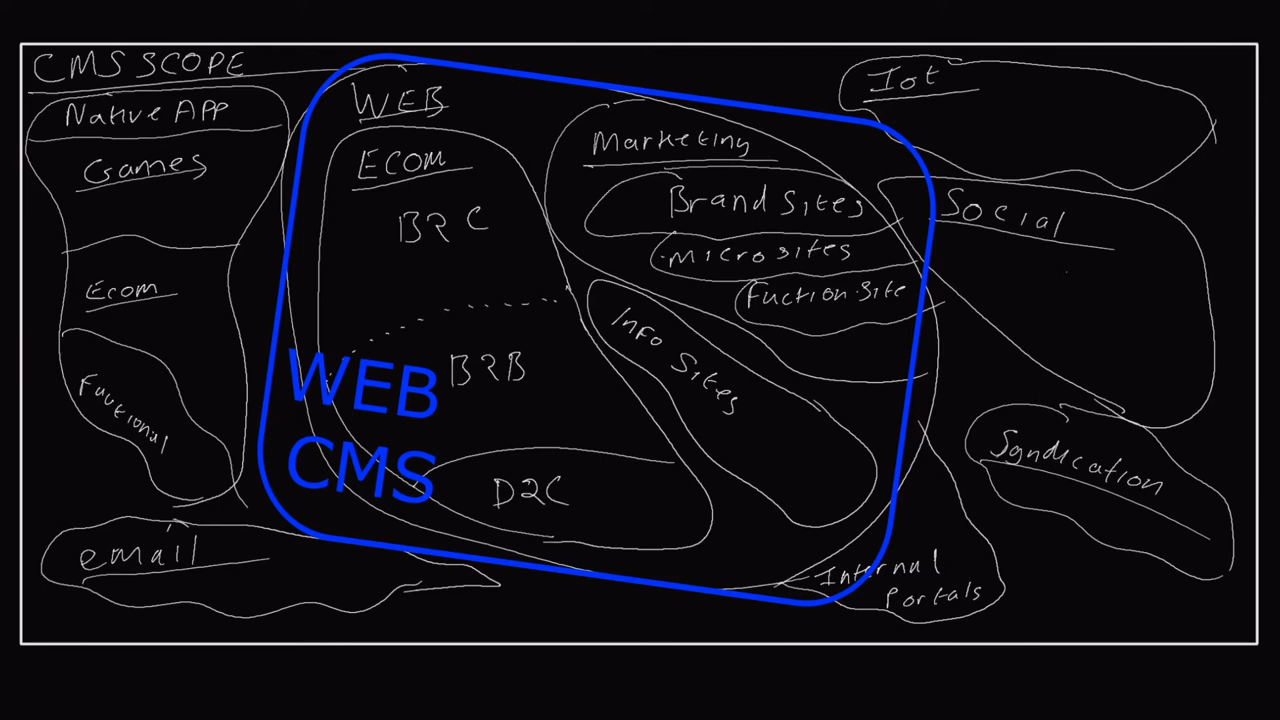 CMS SCOPE
Native APP
Games
Ecom
Fuctional
email
WEB
ECOM
B2C
B2B
D2C
WEB
CMS
Marketing
Brand Sites
microsites
Fuction Site
Info Sites
Internal
Portals
Iot
Social
Syndication